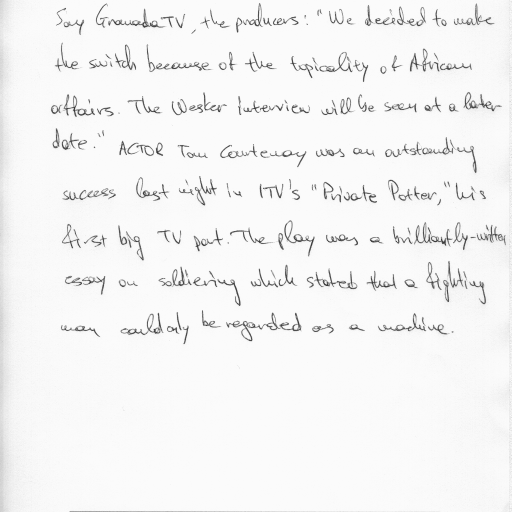 Say Granada TV, the producers: "We decided to make
the switch because of the topicality of African
affairs. The Wesker interview will be seen at a later
date." ACTOR Tom Courtenay was an outstanding
success last night in ITV's "Private Potter," his
first big TV part. The play was a brilliantly-written
essay on soldiering which stated that a fighting
man could only be regarded as a machine.